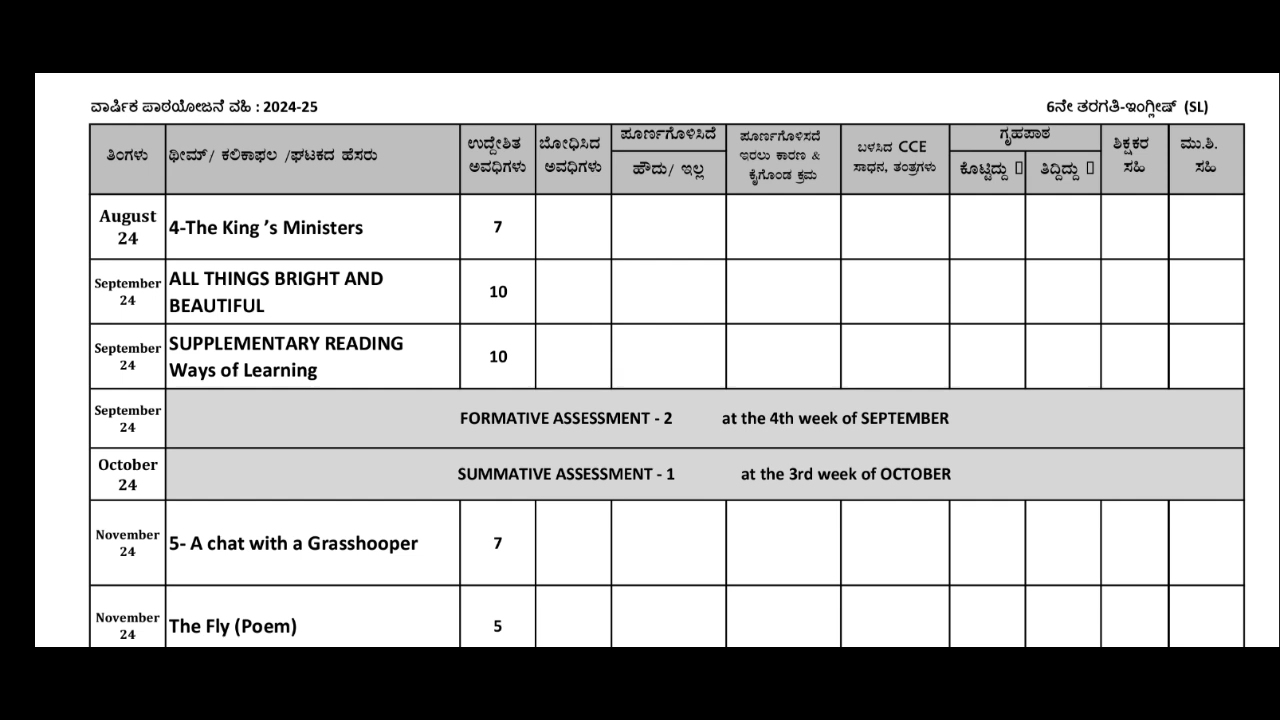 ವಾರ್ಷಿಕ ಪಾಠಯೋಜನೆ ವಹಿ : 2024-25
6ನೇ ತರಗತಿ-ಇಂಗ್ಲೀಷ್ (SL)
ತಿಂಗಳು
ಥೀಮ್/ ಕಲಿಕಾಫಲ /ಘಟಕದ ಹೆಸರು
ಉದ್ದೇಶಿತ
ಅವಧಿಗಳು
ಬೋಧಿಸಿದ
ಅವಧಿಗಳು
ಪೂರ್ಣಗೊಳಿಸಿದೆ
ಹೌದು/ ಇಲ್ಲ
ಪೂರ್ಣಗೊಳಿಸದೆ
ಇರಲು ಕಾರಣ &
ಕೈಗೊಂಡ ಕ್ರಮ
ಬಳಸಿದ CCE
ಸಾಧನ, ತಂತ್ರಗಳು
ಗೃಹಪಾಠ
ಕೊಟ್ಟಿದ್ದು
ತಿದ್ದಿದ್ದು
ಶಿಕ್ಷಕರ
ಸಹಿ
ಮು.ಶಿ.
ಸಹಿ
August
24
4-The King ’s Ministers
7
September
24
ALL THINGS BRIGHT AND
BEAUTIFUL
10
September
24
SUPPLEMENTARY READING
Ways of Learning
10
September
24
FORMATIVE ASSESSMENT - 2 at the 4th week of SEPTEMBER
October
24
SUMMATIVE ASSESSMENT - 1 at the 3rd week of OCTOBER
November
24
5- A chat with a Grasshooper
7
November
24
The Fly (Poem)
5